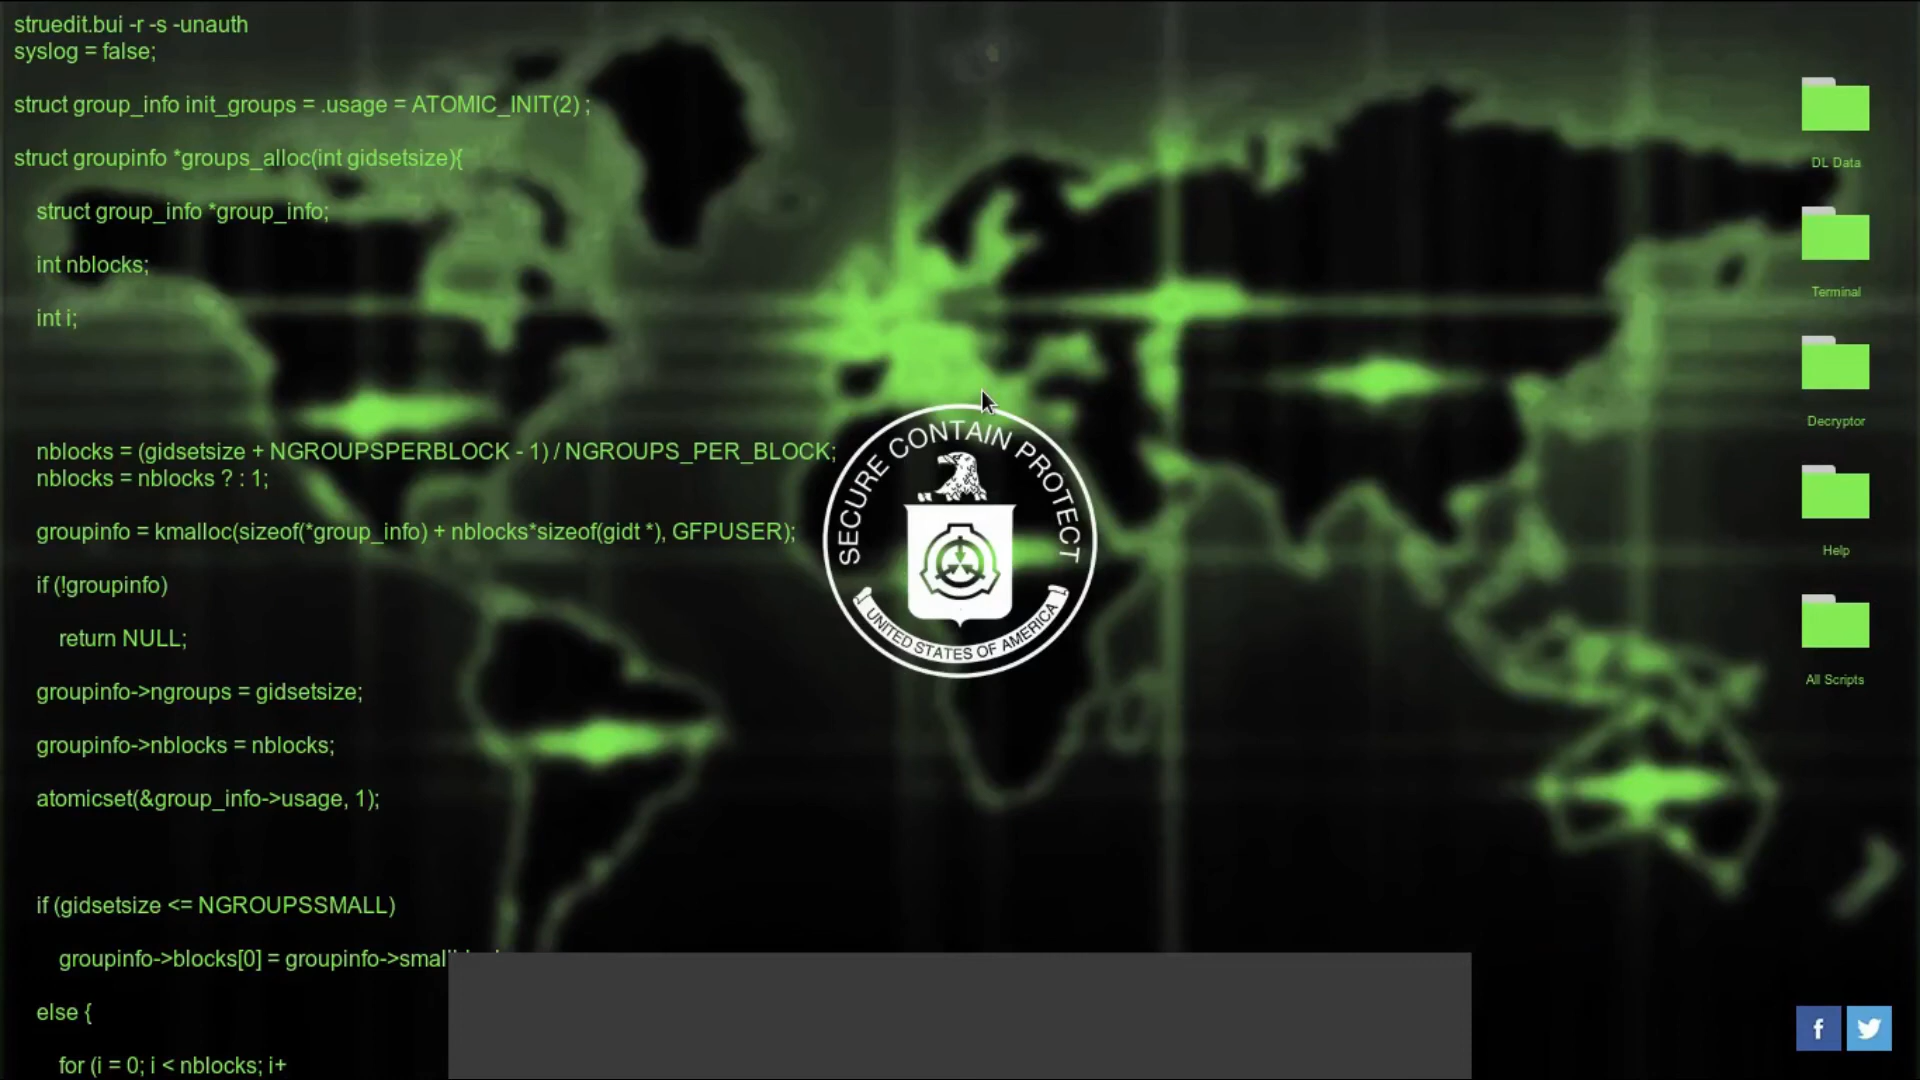 struedit.bui -r -s -unauth
syslog = false;
struct group_info init_groups = .usage = ATOMIC_INIT(2) ;
struct groupinfo *groups_alloc(int gidsetsize){
struct group_info *group_info;
int nblocks;
int i;
nblocks = (gidsetsize + NGROUPSPERBLOCK - 1) / NGROUPS_PER_BLOCK;
nblocks = nblocks ? : 1;
groupinfo = kmalloc(sizeof(*group_info) + nblocks*sizeof(gidt *), GFPUSER);
if (!groupinfo)
return NULL;
groupinfo->ngroups = gidsetsize;
groupinfo->nblocks = nblocks;
atomicset(&group_info->usage, 1);
if (gidsetsize <= NGROUPSSMALL)
groupinfo->blocks[0] =
else {
for (i = 0; i < nblocks; i+
SECURE CONTAIN PROTECT
UNITED STATES OF AMERICA
DL Data
Terminal
Decryptor
Help
All Scripts
f